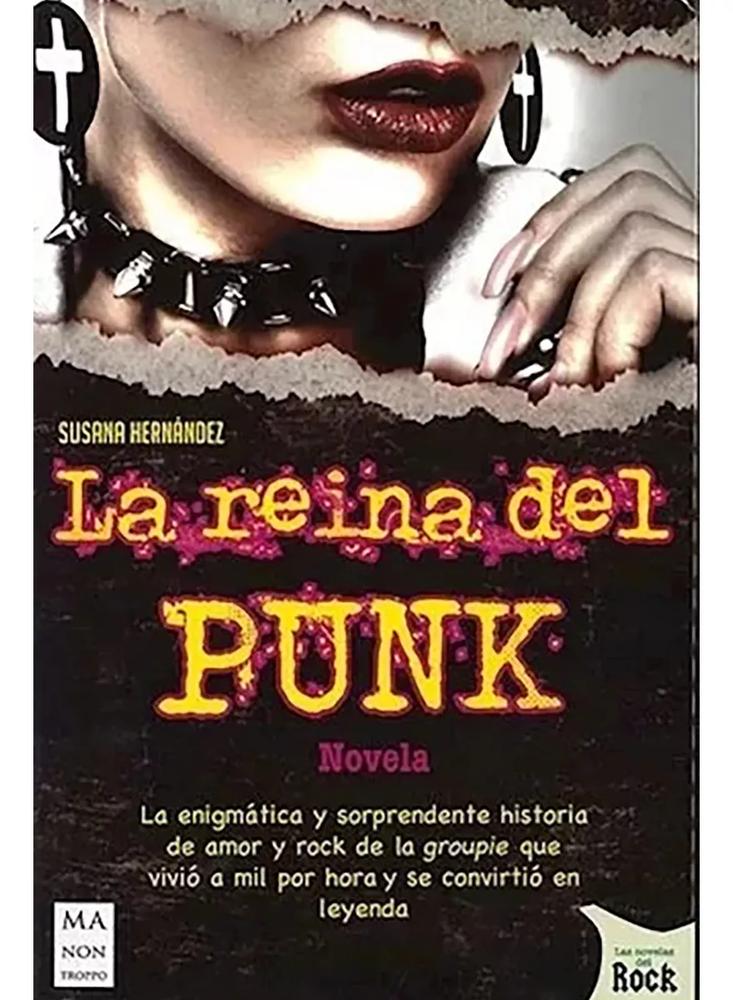 SUSANA HERNÁNDEZ
La reina del
PUNK
Novela
La enigmática y sorprendente historia
de amor y rock de la groupie que
vivió a mil por hora y se convirtió en
leyenda
MA
NON
TROPPO
Las novelas
del
Rock